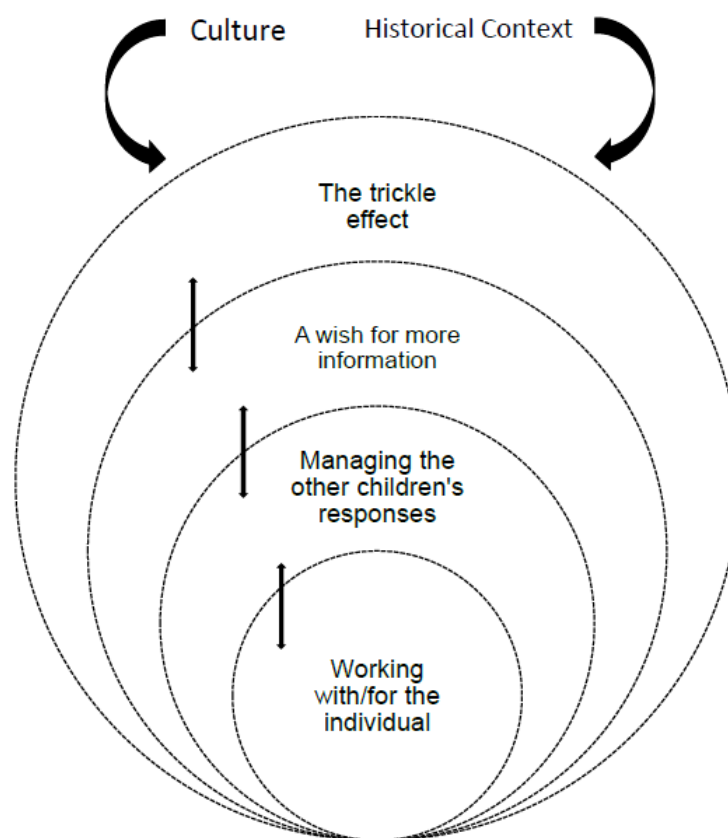 Culture
Historical Context
The trickle
effect
A wish for more
information
Managing the
other children's
responses
Working
with/for the
individual